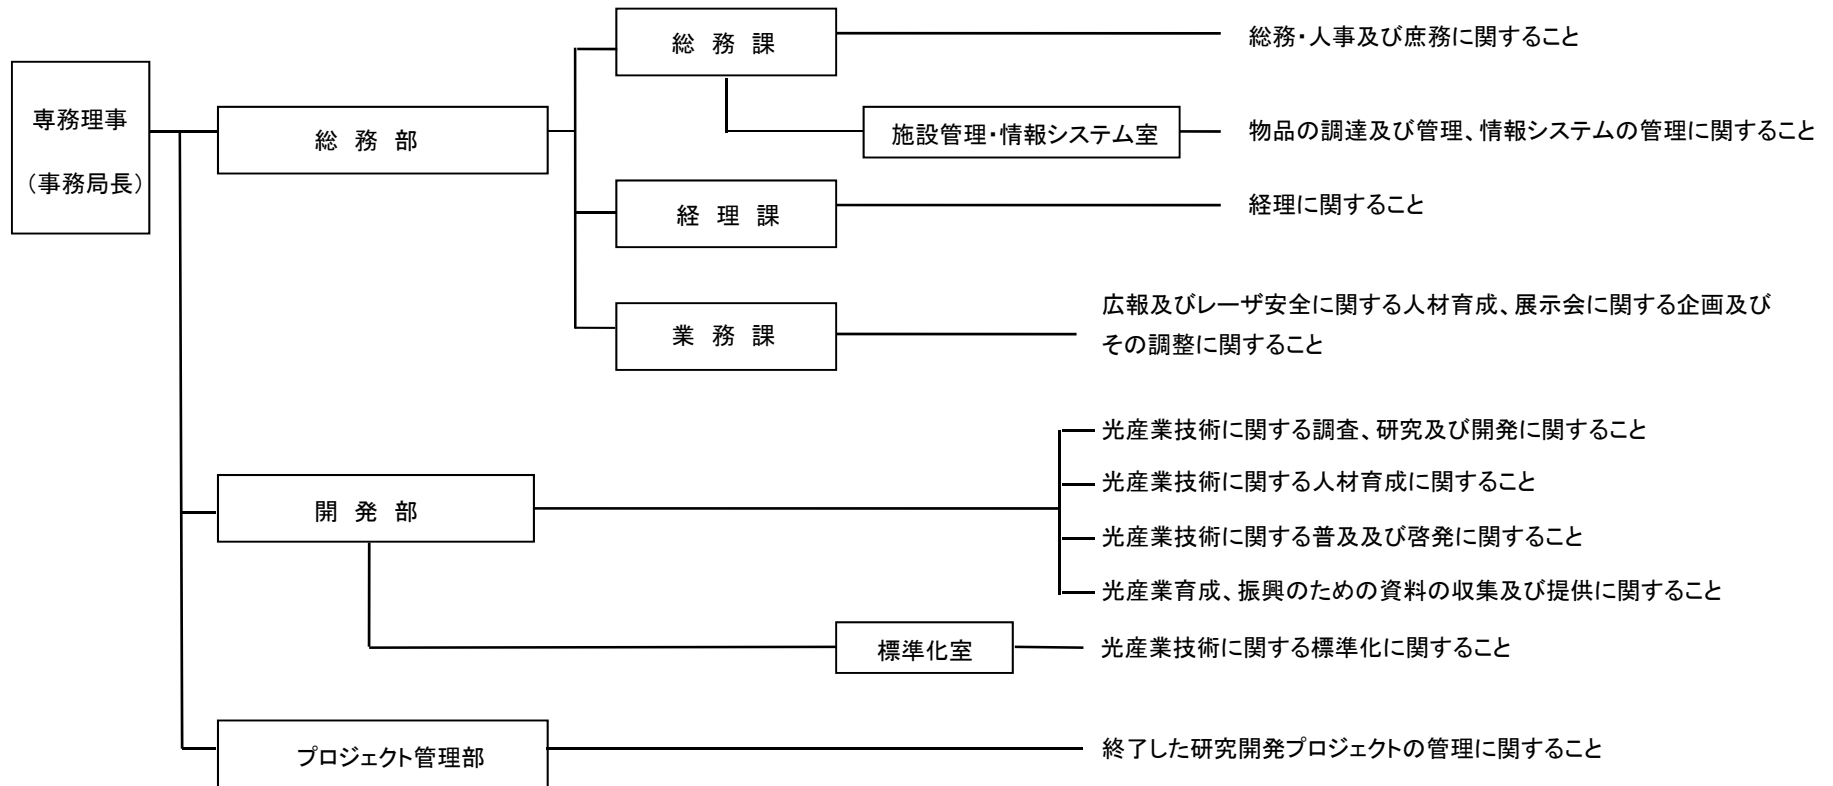 専務理事
（事務局長）
総 務 部
総 務 課
総務・人事及び庶務に関すること
施設管理・情報システム室
物品の調達及び管理、情報システムの管理に関すること
経 理 課
経理に関すること
業 務 課
広報及びレーザ安全に関する人材育成、展示会に関する企画及び
その調整に関すること
開 発 部
光産業技術に関する調査、研究及び開発に関すること
光産業技術に関する人材育成に関すること
光産業技術に関する普及及び啓発に関すること
光産業育成、振興のための資料の収集及び提供に関すること
標準化室
光産業技術に関する標準化に関すること
プロジェクト管理部
終了した研究開発プロジェクトの管理に関すること